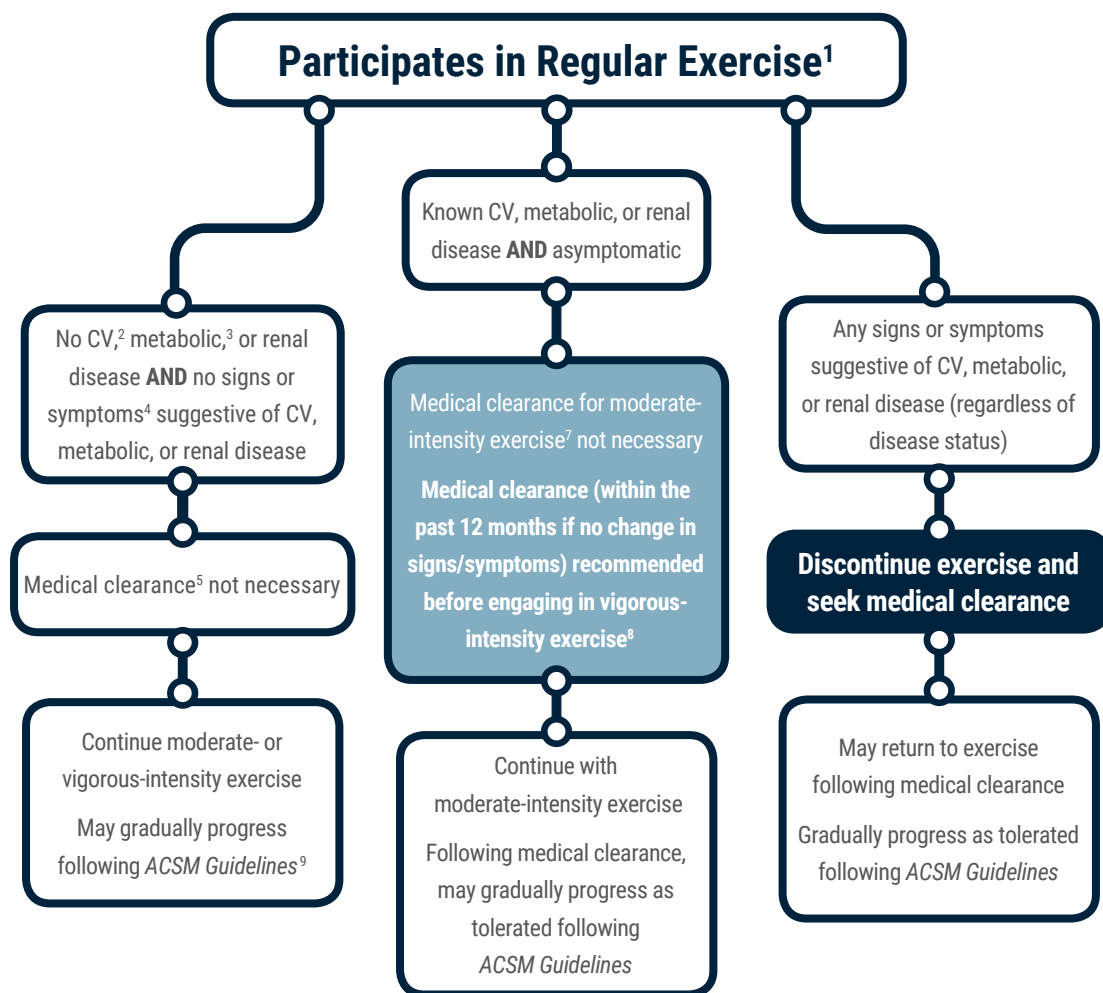 Participates in Regular Exercise¹
No CV,² metabolic,³ or renal
disease AND no signs or
symptoms⁴ suggestive of CV,
metabolic, or renal disease
Medical clearance⁵ not necessary
Continue moderate- or
vigorous-intensity exercise
May gradually progress
following ACSM Guidelines⁹
Known CV, metabolic, or renal
disease AND asymptomatic
Medical clearance for moderate-
intensity exercise⁷ not necessary
Medical clearance (within the
past 12 months if no change in
signs/symptoms) recommended
before engaging in vigorous-
intensity exercise⁸
Continue with
moderate-intensity exercise
Following medical clearance,
may gradually progress as
tolerated following
ACSM Guidelines
Any signs or symptoms
suggestive of CV, metabolic,
or renal disease (regardless of
disease status)
Discontinue exercise and
seek medical clearance
May return to exercise
following medical clearance
Gradually progress as tolerated
following ACSM Guidelines